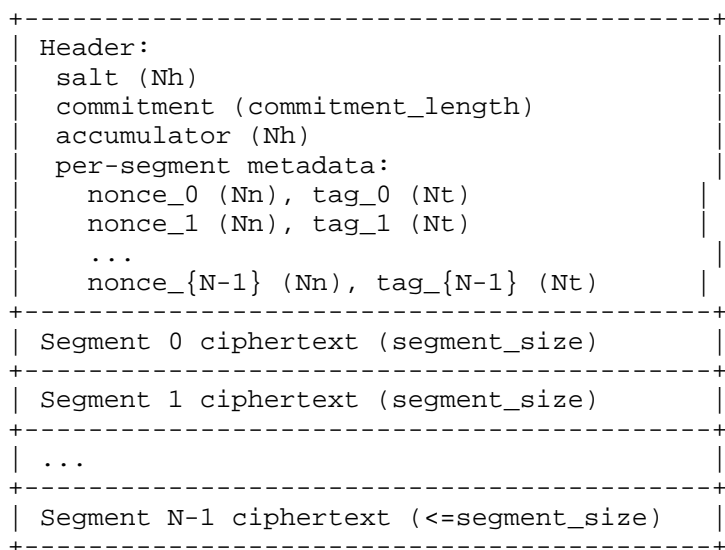 +-------------------------------------------+
| Header:                                   |
|  salt (Nh)                                |
|  commitment (commitment_length)           |
|  accumulator (Nh)                         |
|  per-segment metadata:                    |
|    nonce_0 (Nn), tag_0 (Nt)              |
|    nonce_1 (Nn), tag_1 (Nt)              |
|    ...                                    |
|    nonce_{N-1} (Nn), tag_{N-1} (Nt)      |
+-------------------------------------------+
| Segment 0 ciphertext (segment_size)       |
+-------------------------------------------+
| Segment 1 ciphertext (segment_size)       |
+-------------------------------------------+
| ...                                       |
+-------------------------------------------+
| Segment N-1 ciphertext (<=segment_size)   |
+-------------------------------------------+